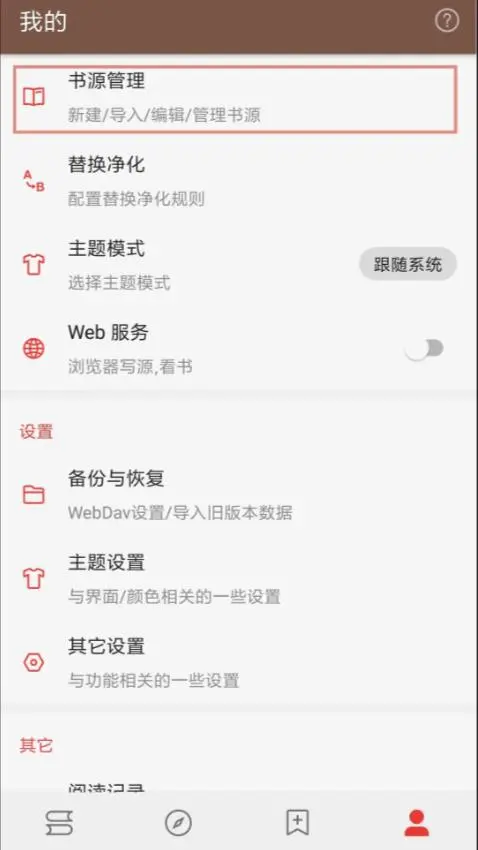 我的
书源管理
新建/导入/编辑/管理书源
替换净化
配置替换净化规则
主题模式
选择主题模式
跟随系统
Web 服务
浏览器写源,看书
设置
备份与恢复
WebDav设置/导入旧版本数据
主题设置
与界面/颜色相关的一些设置
其它设置
与功能相关的一些设置
其它
阅读记录